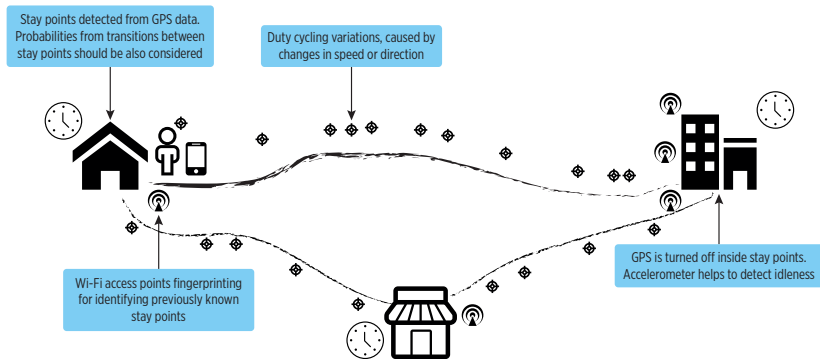 Stay points detected from GPS data.
Probabilities from transitions between
stay points should be also considered
Duty cycling variations, caused by
changes in speed or direction
Wi-Fi access points fingerprinting
for identifying previously known
stay points
GPS is turned off inside stay points.
Accelerometer helps to detect idleness